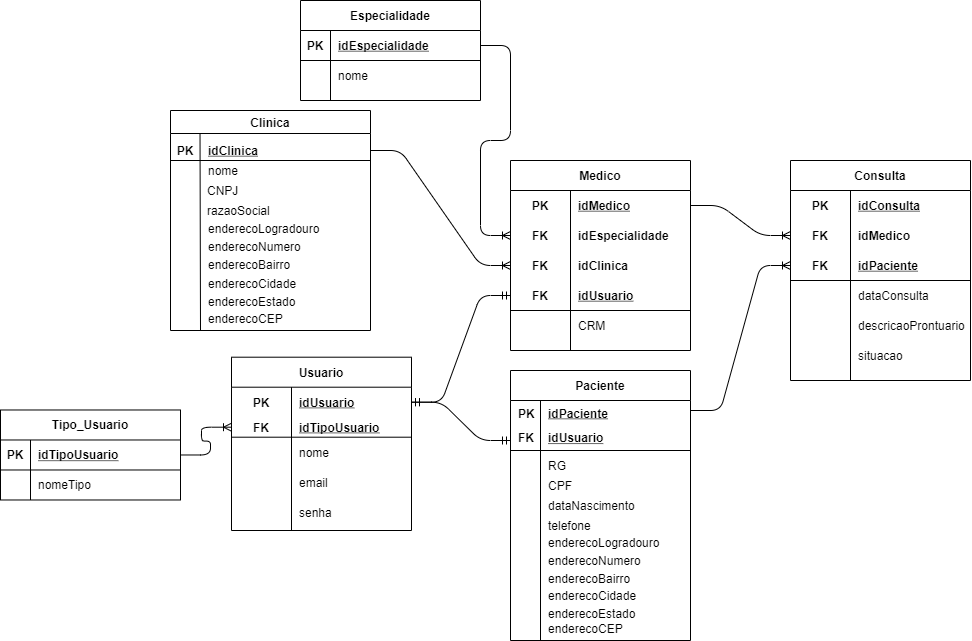 Especialidade
PK idEspecialidade
nome
Clinica
PK idClinica
nome
CNPJ
razaoSocial
enderecoLogradouro
enderecoNumero
enderecoBairro
enderecoCidade
enderecoEstado
enderecoCEP
Medico
PK idMedico
FK idEspecialidade
FK idClinica
FK idUsuario
CRM
Consulta
PK idConsulta
FK idMedico
FK idPaciente
dataConsulta
descricaoProntuario
situacao
Usuario
PK idUsuario
FK idTipoUsuario
nome
email
senha
Tipo_Usuario
PK idTipoUsuario
nomeTipo
Paciente
PK idPaciente
FK idUsuario
RG
CPF
dataNascimento
telefone
enderecoLogradouro
enderecoNumero
enderecoBairro
enderecoCidade
enderecoEstado
enderecoCEP